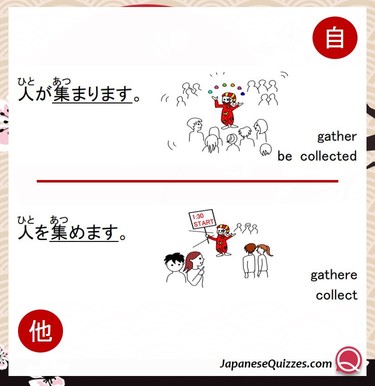 自
ひと あつ
人が集まります。
gather
be collected
ひと あつ
人を集めます。
1:30
START
gathere
collect
他
JapaneseQuizzes.com